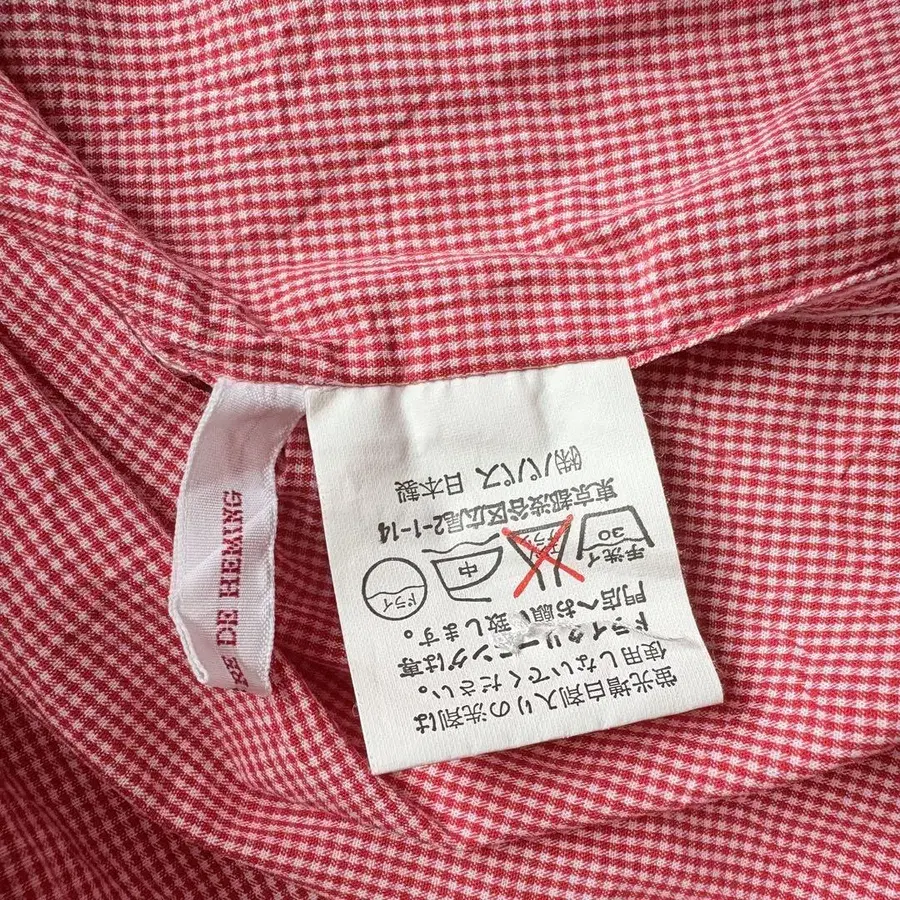 蛍光増白剤入りの洗剤は
使用しないでください。
ドライクリーニングは専
門店へお願い致します。
手洗イ
30
中
ドライ
東京都渋谷区広尾2-1-14
㈱パパス 日本製
DE HEMING